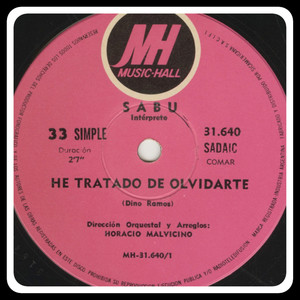 MH
MUSIC-HALL
SABU
Intérprete
33 SIMPLE
31.640
Duración
SADAIC
2'7"
COMAR
HE TRATADO DE OLVIDARTE
(Dino Ramos)
Dirección Orquestal y Arreglos:
HORACIO MALVICINO
MH-31.640/1